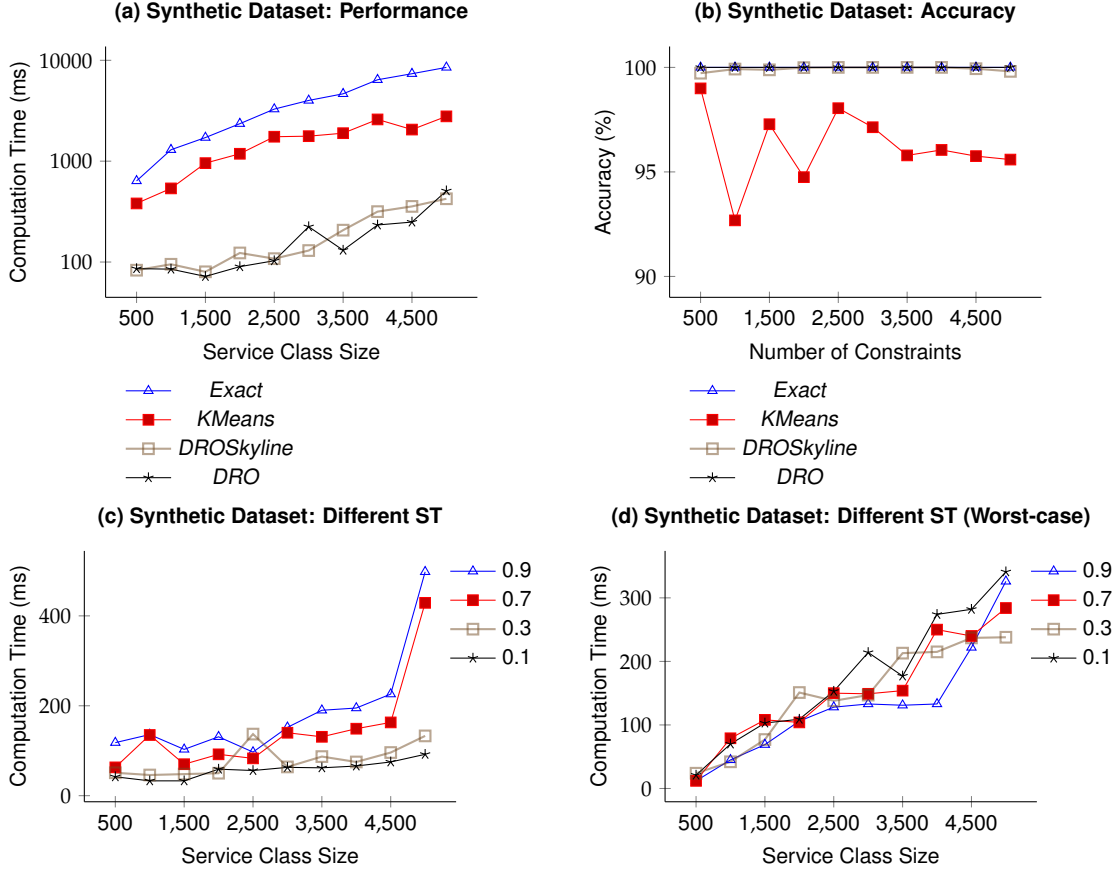 (a) Synthetic Dataset: Performance
Computation Time (ms)
10000
1000
100
500
1,500
2,500
3,500
4,500
Service Class Size
Exact
KMeans
DROSkyline
DRO
(b) Synthetic Dataset: Accuracy
Accuracy (%)
100
95
90
500
1,500
2,500
3,500
4,500
Number of Constraints
Exact
KMeans
DROSkyline
DRO
(c) Synthetic Dataset: Different ST
Computation Time (ms)
400
200
0
500
1,500
2,500
3,500
4,500
Service Class Size
0.9
0.7
0.3
0.1
(d) Synthetic Dataset: Different ST (Worst-case)
Computation Time (ms)
300
200
100
0
500
1,500
2,500
3,500
4,500
Service Class Size
0.9
0.7
0.3
0.1